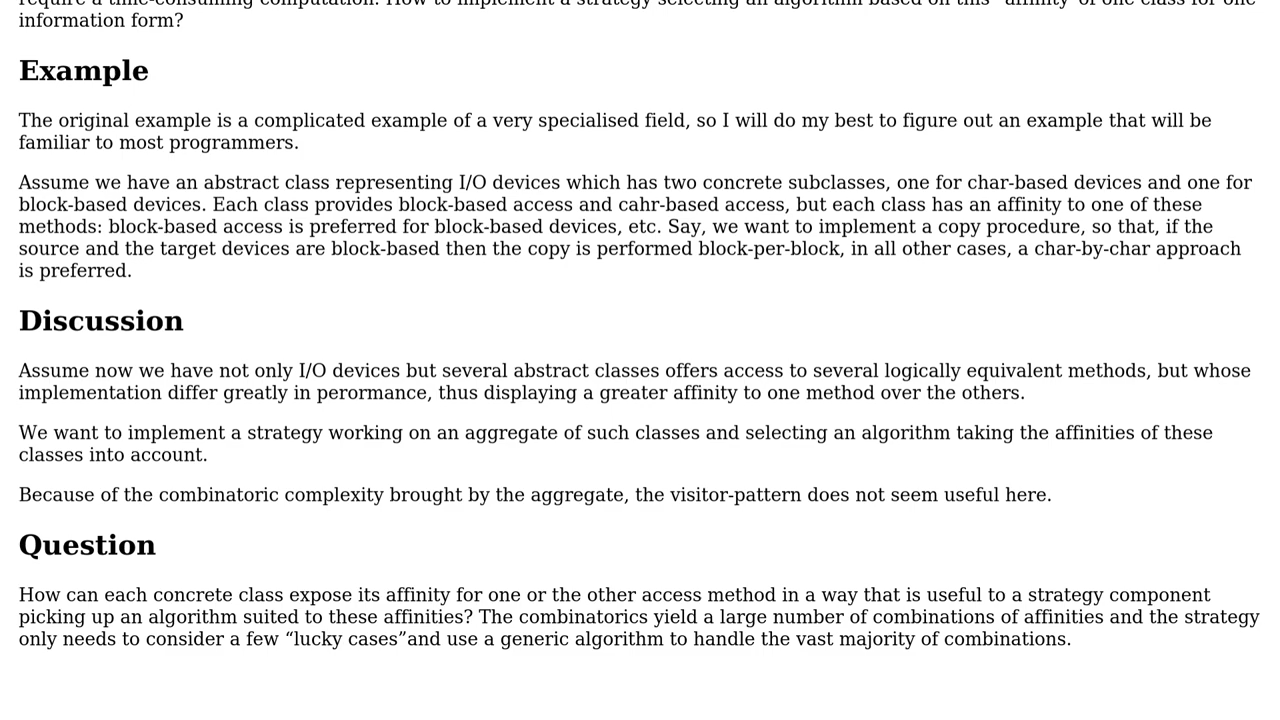 information form?
Example
The original example is a complicated example of a very specialised field, so I will do my best to figure out an example that will be
familiar to most programmers.
Assume we have an abstract class representing I/O devices which has two concrete subclasses, one for char-based devices and one for
block-based devices. Each class provides block-based access and cahr-based access, but each class has an affinity to one of these
methods: block-based access is preferred for block-based devices, etc. Say, we want to implement a copy procedure, so that, if the
source and the target devices are block-based then the copy is performed block-per-block, in all other cases, a char-by-char approach
is preferred.
Discussion
Assume now we have not only I/O devices but several abstract classes offers access to several logically equivalent methods, but whose
implementation differ greatly in perormance, thus displaying a greater affinity to one method over the others.
We want to implement a strategy working on an aggregate of such classes and selecting an algorithm taking the affinities of these
classes into account.
Because of the combinatoric complexity brought by the aggregate, the visitor-pattern does not seem useful here.
Question
How can each concrete class expose its affinity for one or the other access method in a way that is useful to a strategy component
picking up an algorithm suited to these affinities? The combinatorics yield a large number of combinations of affinities and the strategy
only needs to consider a few “lucky cases”and use a generic algorithm to handle the vast majority of combinations.